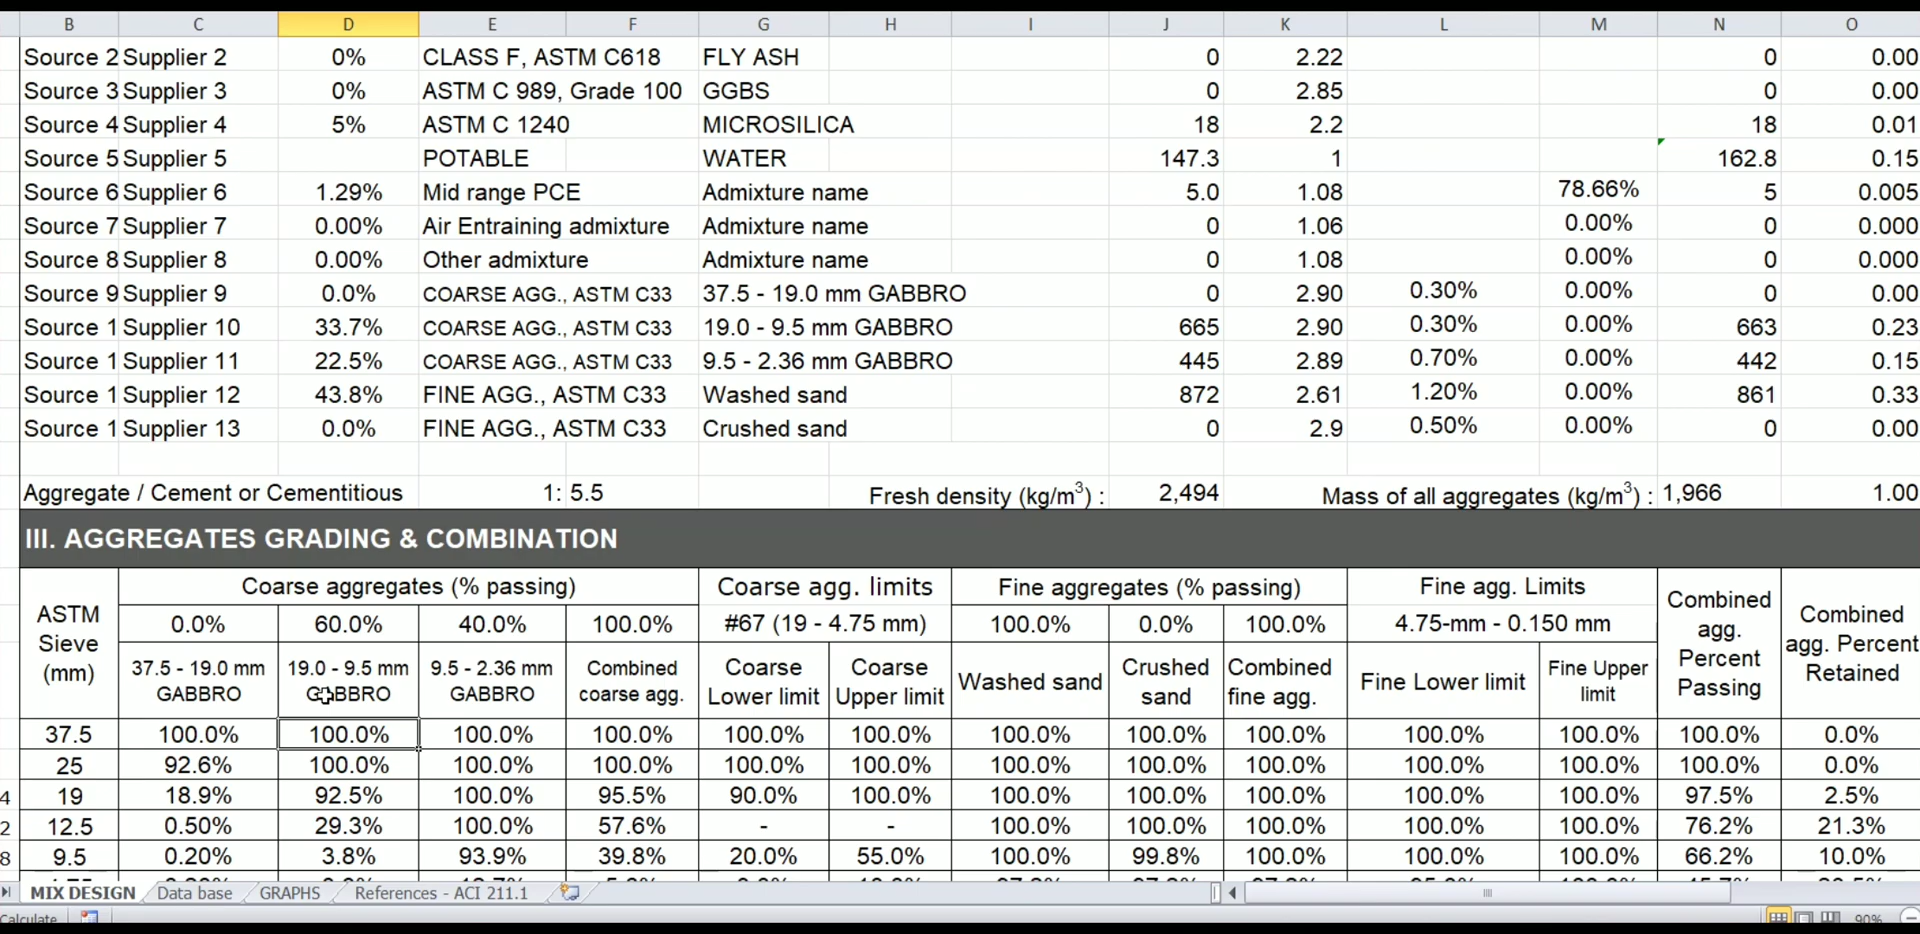 B C D E F G H I J K L M N O
Source 2 Supplier 2 0% CLASS F, ASTM C618 FLY ASH 0 2.22 0 0.00
Source 3 Supplier 3 0% ASTM C 989, Grade 100 GGBS 0 2.85 0 0.00
Source 4 Supplier 4 5% ASTM C 1240 MICROSILICA 18 2.2 18 0.01
Source 5 Supplier 5 POTABLE WATER 147.3 1 162.8 0.15
Source 6 Supplier 6 1.29% Mid range PCE Admixture name 5.0 1.08 78.66% 5 0.005
Source 7 Supplier 7 0.00% Air Entraining admixture Admixture name 0 1.06 0.00% 0 0.000
Source 8 Supplier 8 0.00% Other admixture Admixture name 0 1.08 0.00% 0 0.000
Source 9 Supplier 9 0.0% COARSE AGG., ASTM C33 37.5 - 19.0 mm GABBRO 0 2.90 0.30% 0.00% 0 0.00
Source 1 Supplier 10 33.7% COARSE AGG., ASTM C33 19.0 - 9.5 mm GABBRO 665 2.90 0.30% 0.00% 663 0.23
Source 1 Supplier 11 22.5% COARSE AGG., ASTM C33 9.5 - 2.36 mm GABBRO 445 2.89 0.70% 0.00% 442 0.15
Source 1 Supplier 12 43.8% FINE AGG., ASTM C33 Washed sand 872 2.61 1.20% 0.00% 861 0.33
Source 1 Supplier 13 0.0% FINE AGG., ASTM C33 Crushed sand 0 2.9 0.50% 0.00% 0 0.00
Aggregate / Cement or Cementitious 1: 5.5 Fresh density (kg/m³) : 2,494 Mass of all aggregates (kg/m³) : 1,966 1.00
III. AGGREGATES GRADING & COMBINATION
ASTM Sieve (mm)
Coarse aggregates (% passing) Coarse agg. limits Fine aggregates (% passing) Fine agg. Limits
Combined agg. Percent Passing
Combined agg. Percent Retained
0.0% 60.0% 40.0% 100.0% #67 (19 - 4.75 mm) 100.0% 0.0% 100.0% 4.75-mm - 0.150 mm
37.5 - 19.0 mm GABBRO
19.0 - 9.5 mm GABBRO
9.5 - 2.36 mm GABBRO
Combined coarse agg.
Coarse Lower limit
Coarse Upper limit
Washed sand
Crushed sand
Combined fine agg.
Fine Lower limit
Fine Upper limit
37.5 100.0% 100.0% 100.0% 100.0% 100.0% 100.0% 100.0% 100.0% 100.0% 100.0% 100.0% 100.0% 0.0%
25 92.6% 100.0% 100.0% 100.0% 100.0% 100.0% 100.0% 100.0% 100.0% 100.0% 100.0% 100.0% 0.0%
4 19 18.9% 92.5% 100.0% 95.5% 90.0% 100.0% 100.0% 100.0% 100.0% 100.0% 100.0% 97.5% 2.5%
2 12.5 0.50% 29.3% 100.0% 57.6% - - 100.0% 100.0% 100.0% 100.0% 100.0% 76.2% 21.3%
8 9.5 0.20% 3.8% 93.9% 39.8% 20.0% 55.0% 100.0% 99.8% 100.0% 100.0% 100.0% 66.2% 10.0%
MIX DESIGN Data base GRAPHS References - ACI 211.1
Calculate 90%